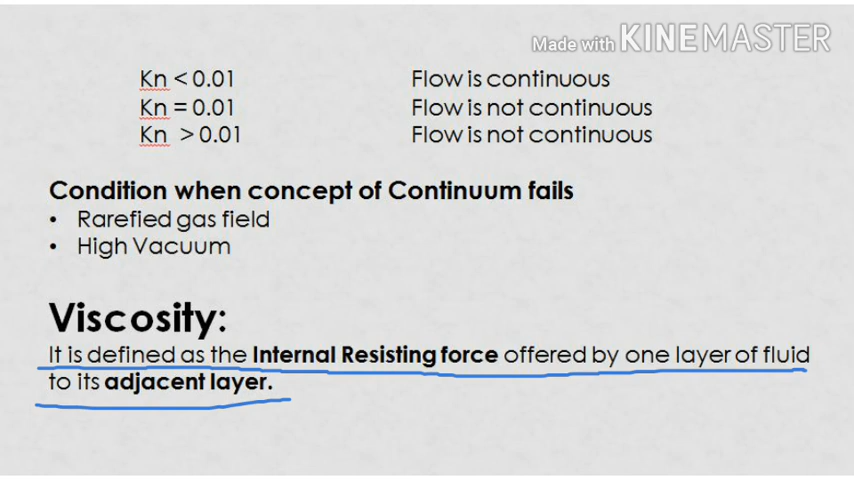 Made with KINEMASTER
Kn < 0.01 Flow is continuous
Kn = 0.01 Flow is not continuous
Kn > 0.01 Flow is not continuous
Condition when concept of Continuum fails
• Rarefied gas field
• High Vacuum
Viscosity:
It is defined as the Internal Resisting force offered by one layer of fluid
to its adjacent layer.